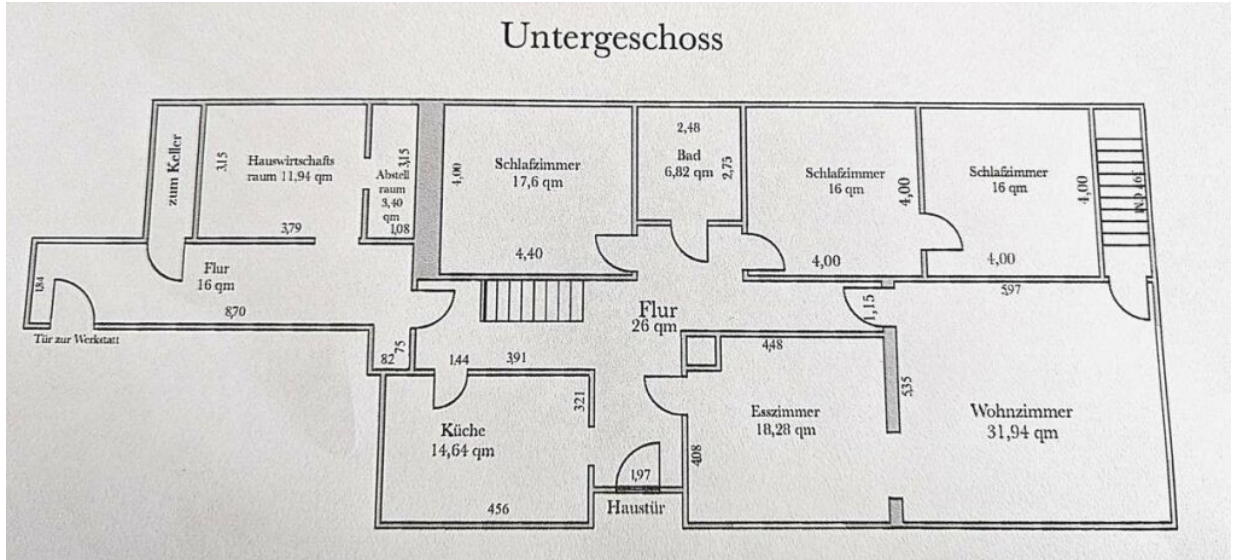 Untergeschoss
zum Keller
3,15
Hauswirtschafts
raum 11,94 qm
3,79
3,15
Abstell
raum
3,40
qm
1,08
4,00
Schlafzimmer
17,6 qm
4,40
2,48
Bad
6,82 qm
2,75
Schlafzimmer
16 qm
4,00
4,00
Schlafzimmer
16 qm
4,00
4,00
1,84
Flur
16 qm
8,70
Tür zur Werkstatt
82
75
1,44
3,91
Flur
26 qm
1,15
5,97
4,48
5,35
Küche
14,64 qm
3,21
4,56
1,97
Haustür
4,08
Esszimmer
18,28 qm
Wohnzimmer
31,94 qm